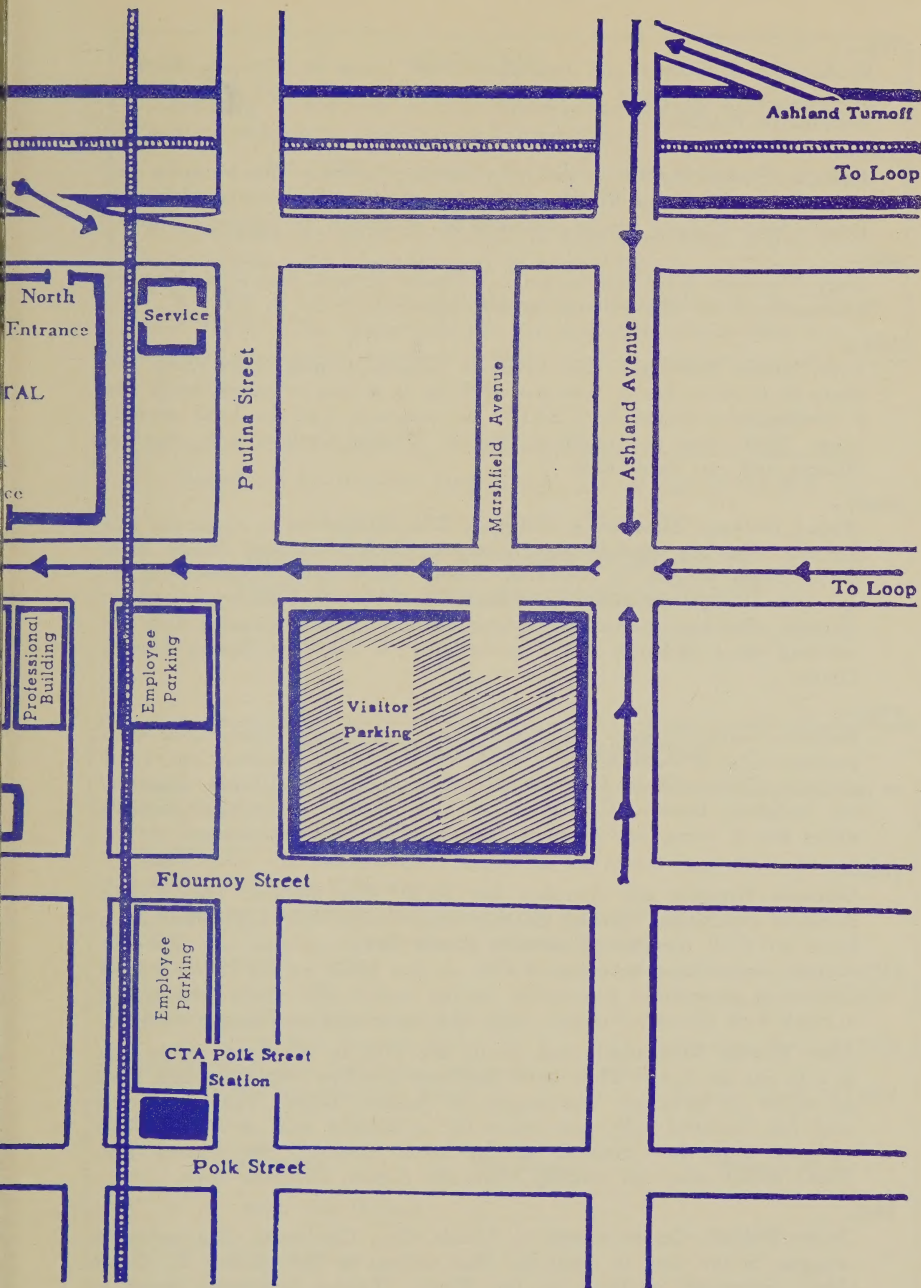 Ashland Turnoff
To Loop
North
Entrance
Service
Paulina Street
Marshfield Avenue
Ashland Avenue
TAL
ce
To Loop
Professional
Building
Employee
Parking
Visitor
Parking
Flournoy Street
Employee
Parking
CTA Polk Street
Station
Polk Street